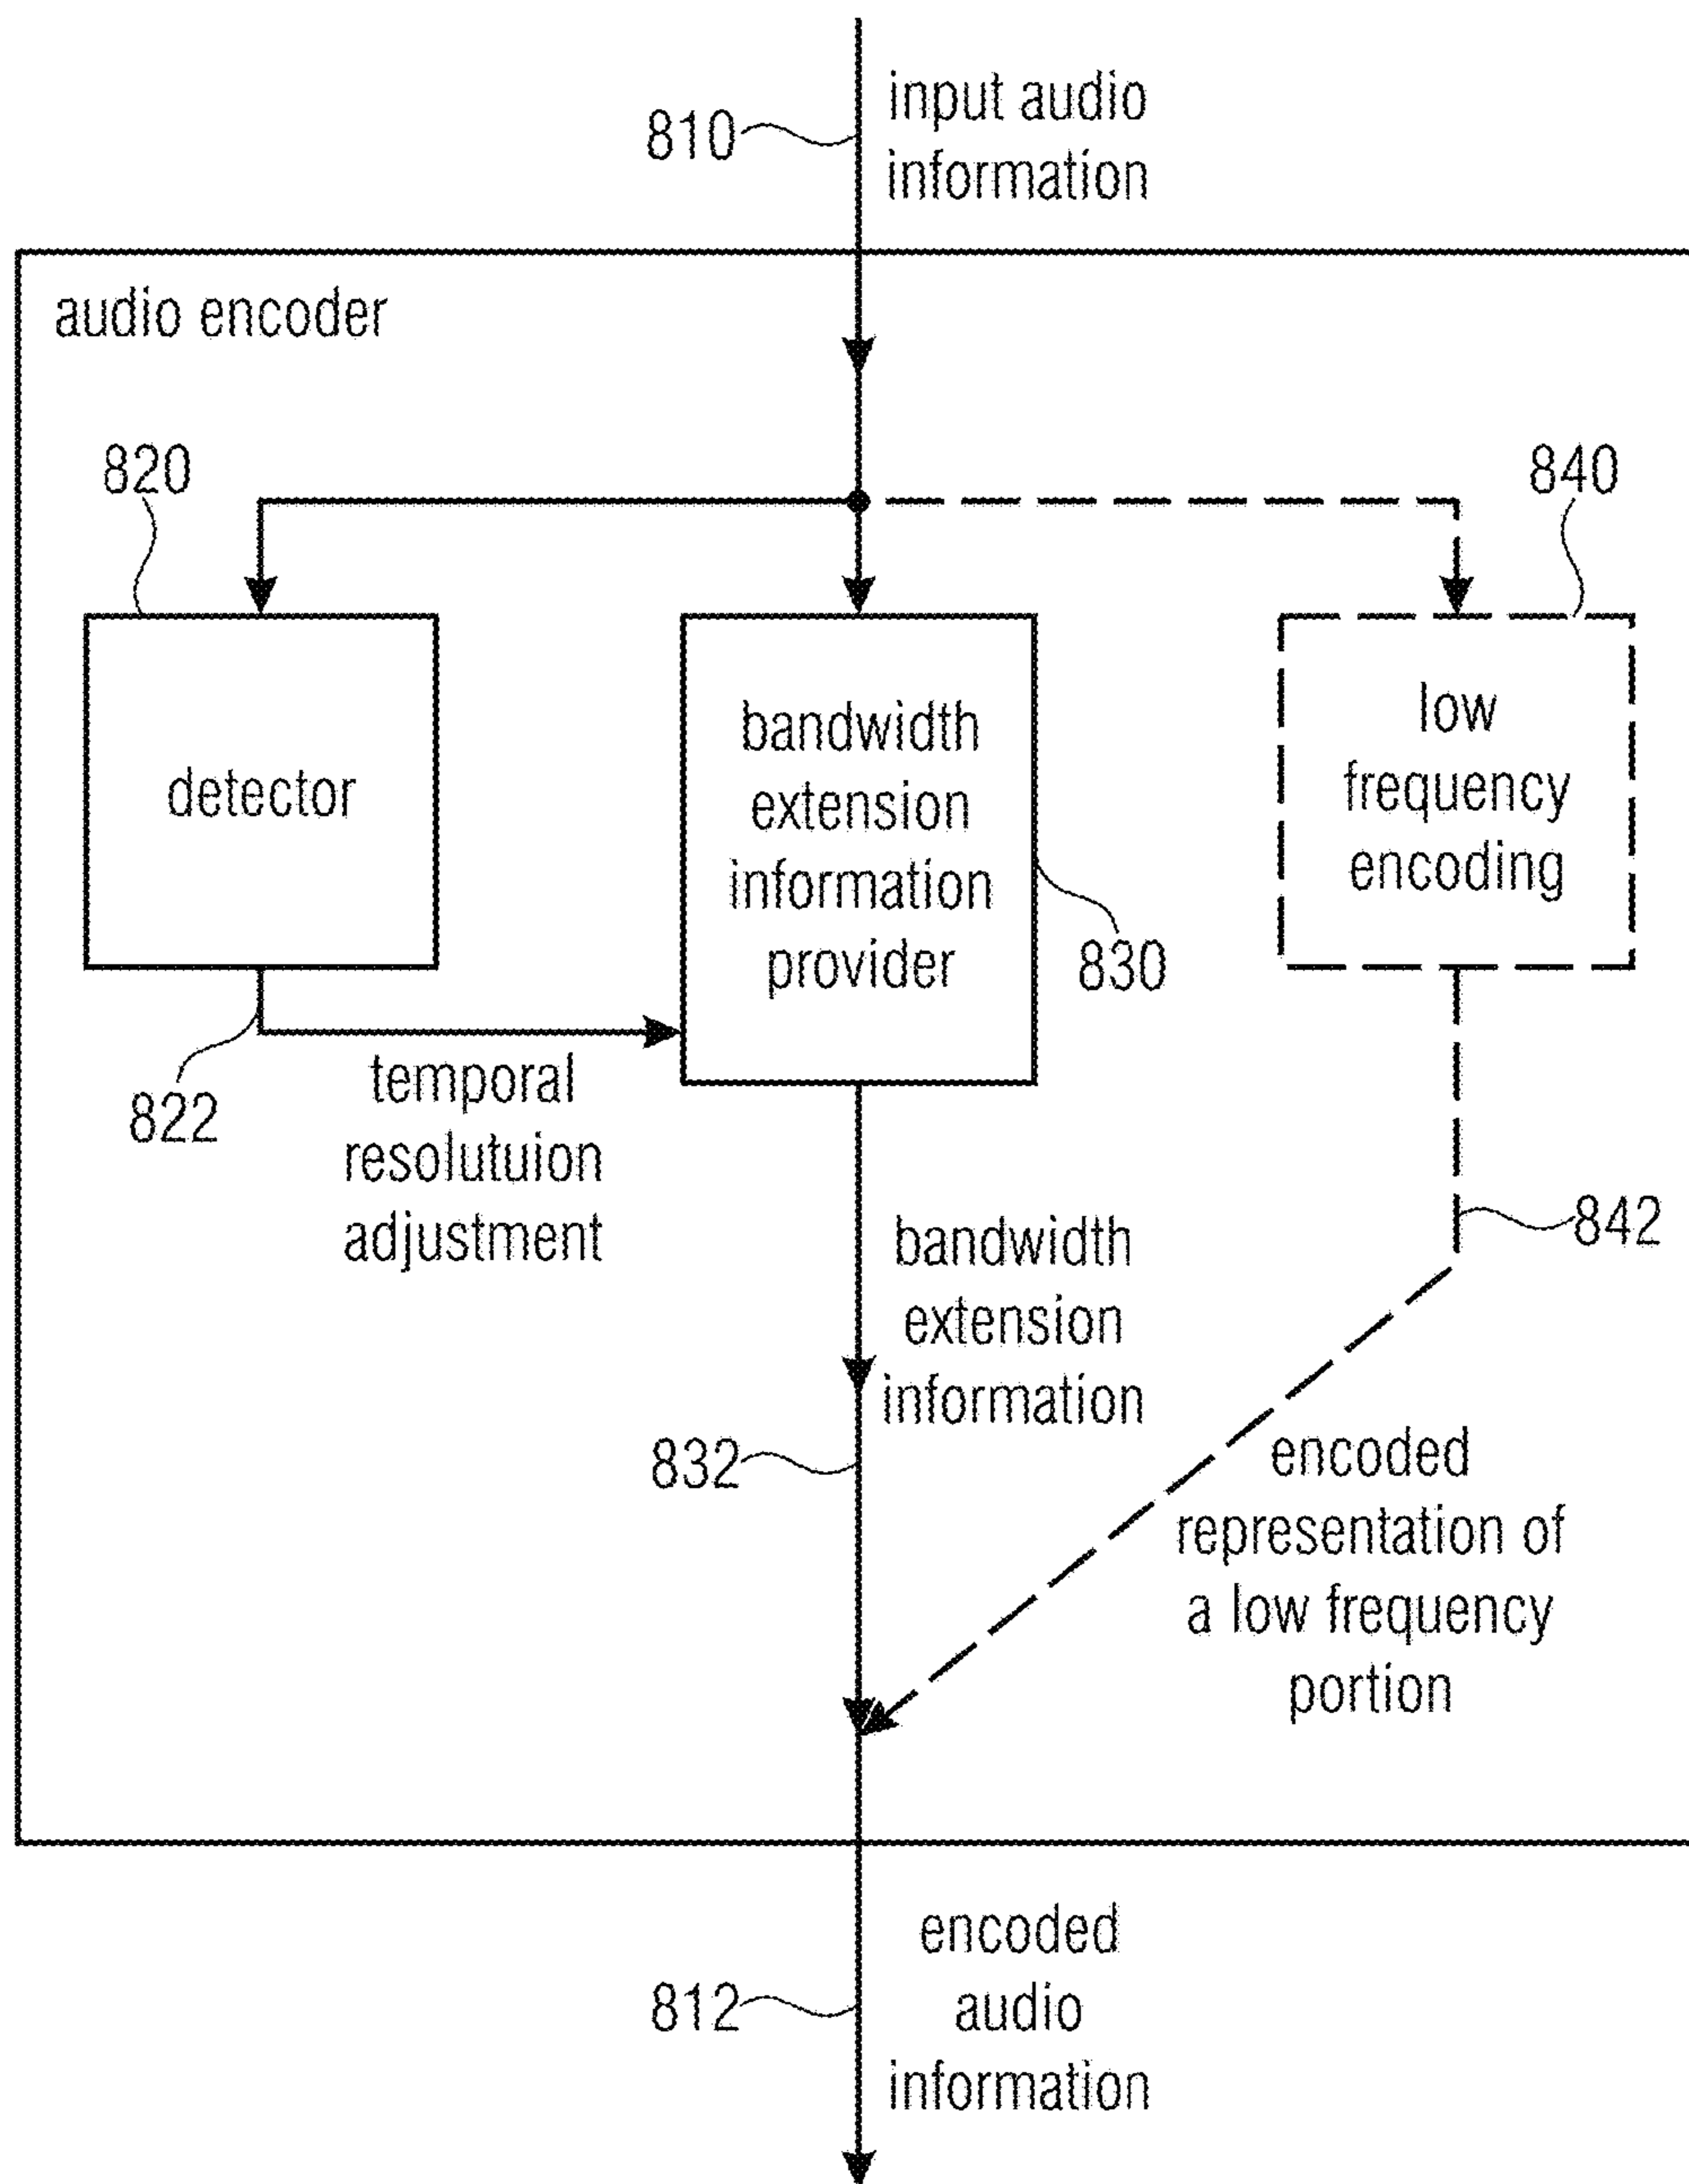 810
input audio
information
audio encoder
820
840
detector
bandwidth
extension
information
provider
low
frequency
encoding
830
822
temporal
resolutuion
adjustment
842
bandwidth
extension
information
832
encoded
representation of
a low frequency
portion
812
encoded
audio
information